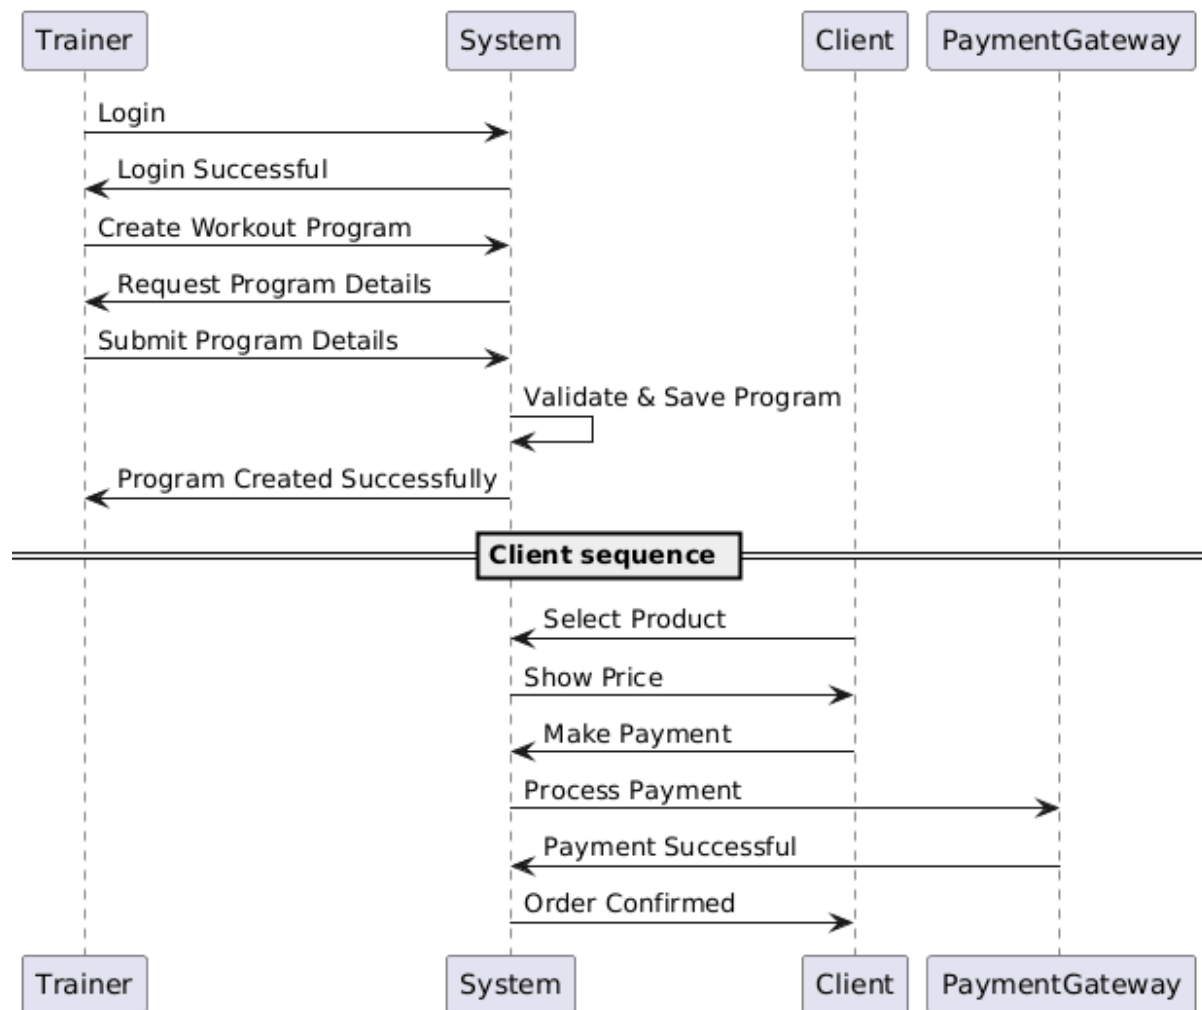 Trainer System Client PaymentGateway
Login
Login Successful
Create Workout Program
Request Program Details
Submit Program Details
Validate & Save Program
Program Created Successfully
Client sequence
Select Product
Show Price
Make Payment
Process Payment
Payment Successful
Order Confirmed
Trainer System Client PaymentGateway